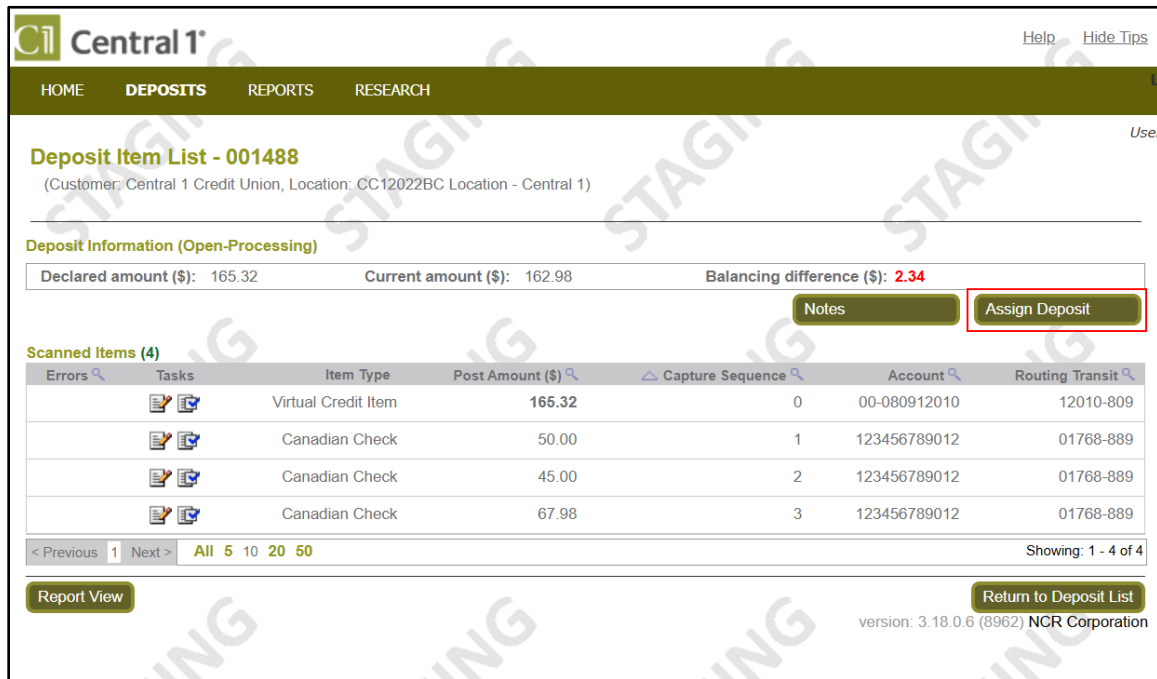 C1 Central 1® Help Hide Tips
HOME DEPOSITS REPORTS RESEARCH
Deposit Item List - 001488
(Customer: Central 1 Credit Union, Location: CC12022BC Location - Central 1)
Deposit Information (Open-Processing)
Declared amount ($): 165.32 Current amount ($): 162.98 Balancing difference ($): 2.34
Notes Assign Deposit
Scanned Items (4)
Errors Tasks Item Type Post Amount ($) Capture Sequence Account Routing Transit
Virtual Credit Item 165.32 0 00-080912010 12010-809
Canadian Check 50.00 1 123456789012 01768-889
Canadian Check 45.00 2 123456789012 01768-889
Canadian Check 67.98 3 123456789012 01768-889
< Previous 1 Next > All 5 10 20 50 Showing: 1 - 4 of 4
Report View Return to Deposit List
version: 3.18.0.6 (8962) NCR Corporation
STAGING